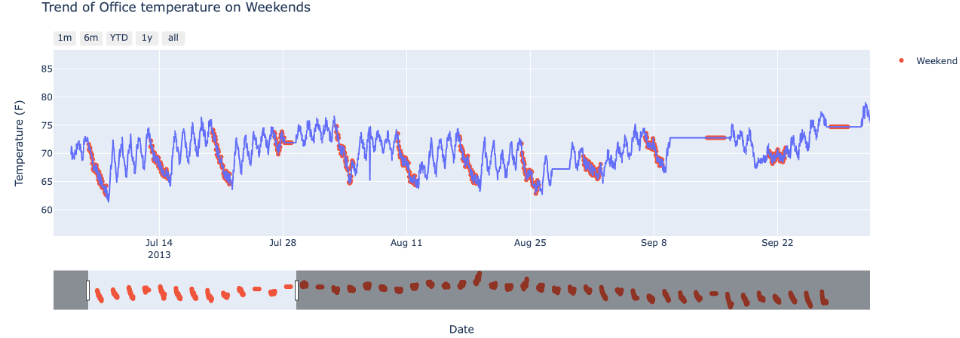 Trend of Office temperature on Weekends
1m 6m YTD 1y all
Weekend
Temperature (F)
85
80
75
70
65
60
Jul 14 Jul 28 Aug 11 Aug 25 Sep 8 Sep 22
2013
Date